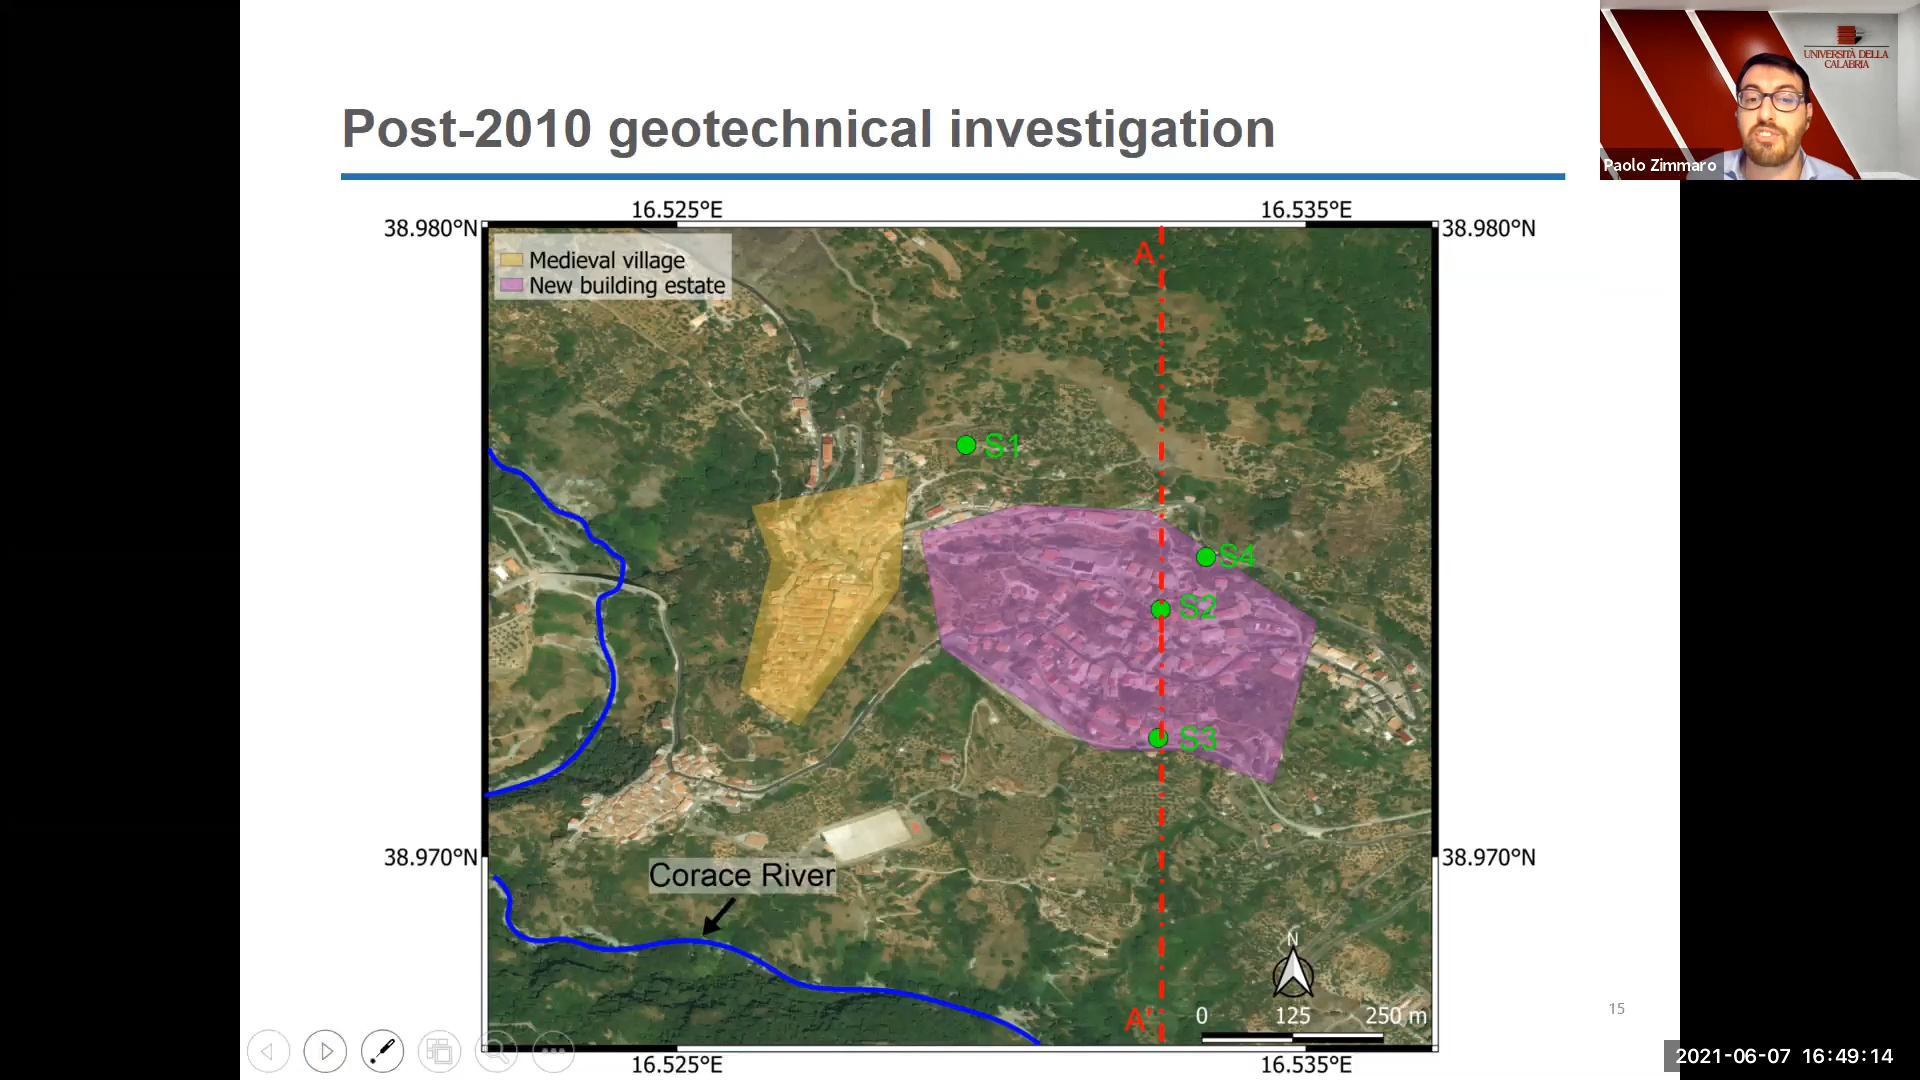 UNIVERSITÀ DELLA
CALABRIA
Paolo Zimmaro
Post-2010 geotechnical investigation
16.525°E
16.535°E
38.980°N
38.980°N
Medieval village
New building estate
A
S1
S4
S2
S3
38.970°N
38.970°N
Corace River
N
A'
0 125 250 m
16.525°E
16.535°E
15
2021-06-07 16:49:14